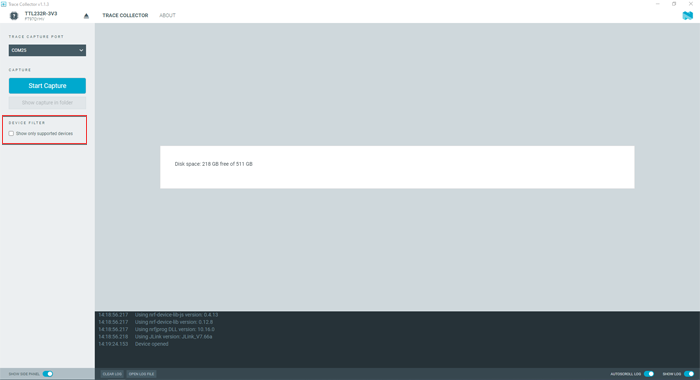 Trace Collector v1.1.3
TTL232R-3V3
TRACE COLLECTOR
ABOUT
TRACE CAPTURE PORT
COM25
CAPTURE
Start Capture
Show capture in folder
DEVICE FILTER
Show only supported devices
Disk space: 218 GB free of 511 GB
14:18:56.217 Using nrf-device-lib-js version: 0.4.13
14:18:56.217 Using nrf-device-lib version: 0.12.8
14:18:56.217 Using nrfjprog DLL version: 10.16.0
14:18:56.218 Using JLink version: JLink_V7.66a
14:19:24.153 Device opened
SHOW SIDE PANEL
CLEAR LOG
OPEN LOG FILE
AUTOSCROLL LOG
SHOW LOG